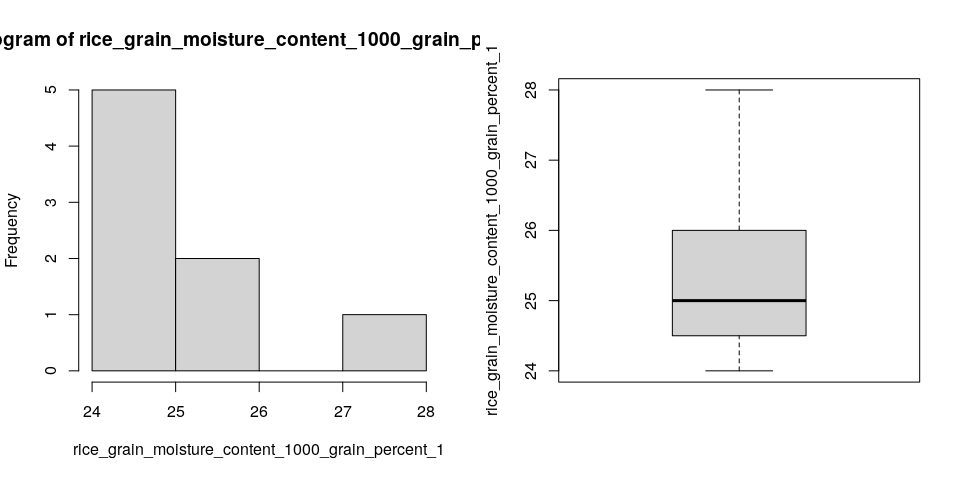 ogram of rice_grain_moisture_content_1000_grain_p
Frequency
5
4
3
2
1
0
24 25 26 27 28
rice_grain_moisture_content_1000_grain_percent_1
rice_grain_moisture_content_1000_grain_percent_1
28
27
26
25
24